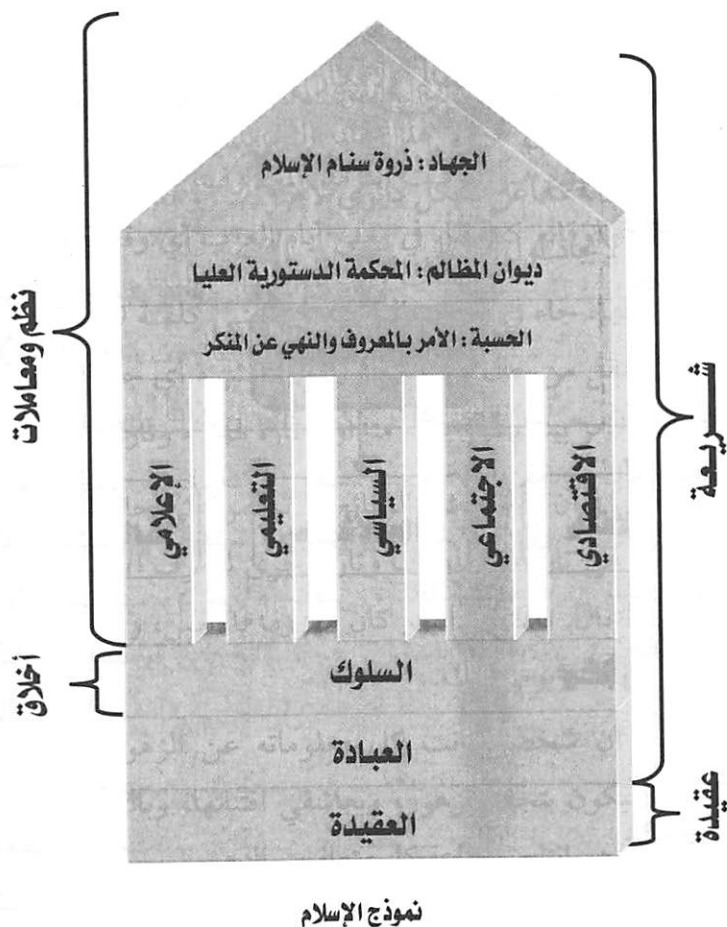 الجهاد : ذروة سنام الإسلام
ديوان المظالم : المحكمة الدستورية العليا
الحسبة : الأمر بالمعروف والنهي عن المنكر
الاقتصادي
الاجتماعي
السياسي
التعليمي
الإعلامي
السلوك
العبادة
العقيدة
شـــريـعة
عقيدة
نظم ومعاملات
أخلاق
نموذج الإسلام